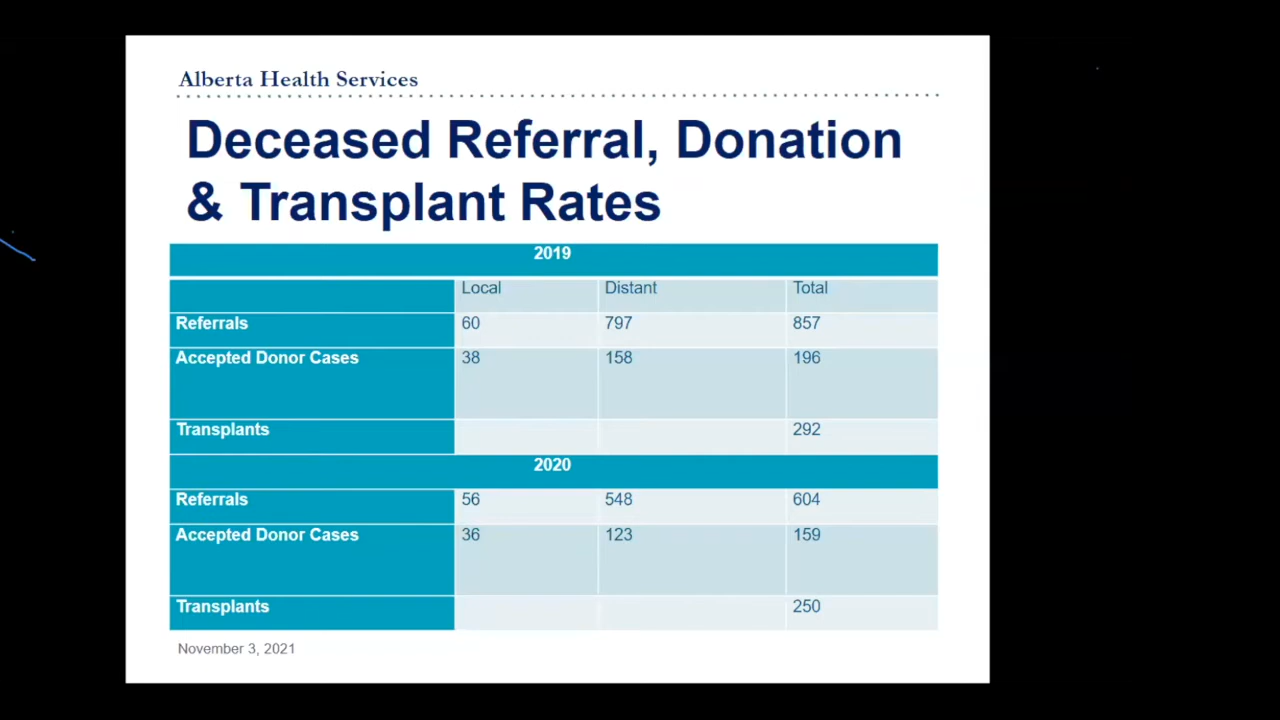 Alberta Health Services
Deceased Referral, Donation
& Transplant Rates
2019
Local Distant Total
Referrals 60 797 857
Accepted Donor Cases 38 158 196
Transplants 292
2020
Referrals 56 548 604
Accepted Donor Cases 36 123 159
Transplants 250
November 3, 2021